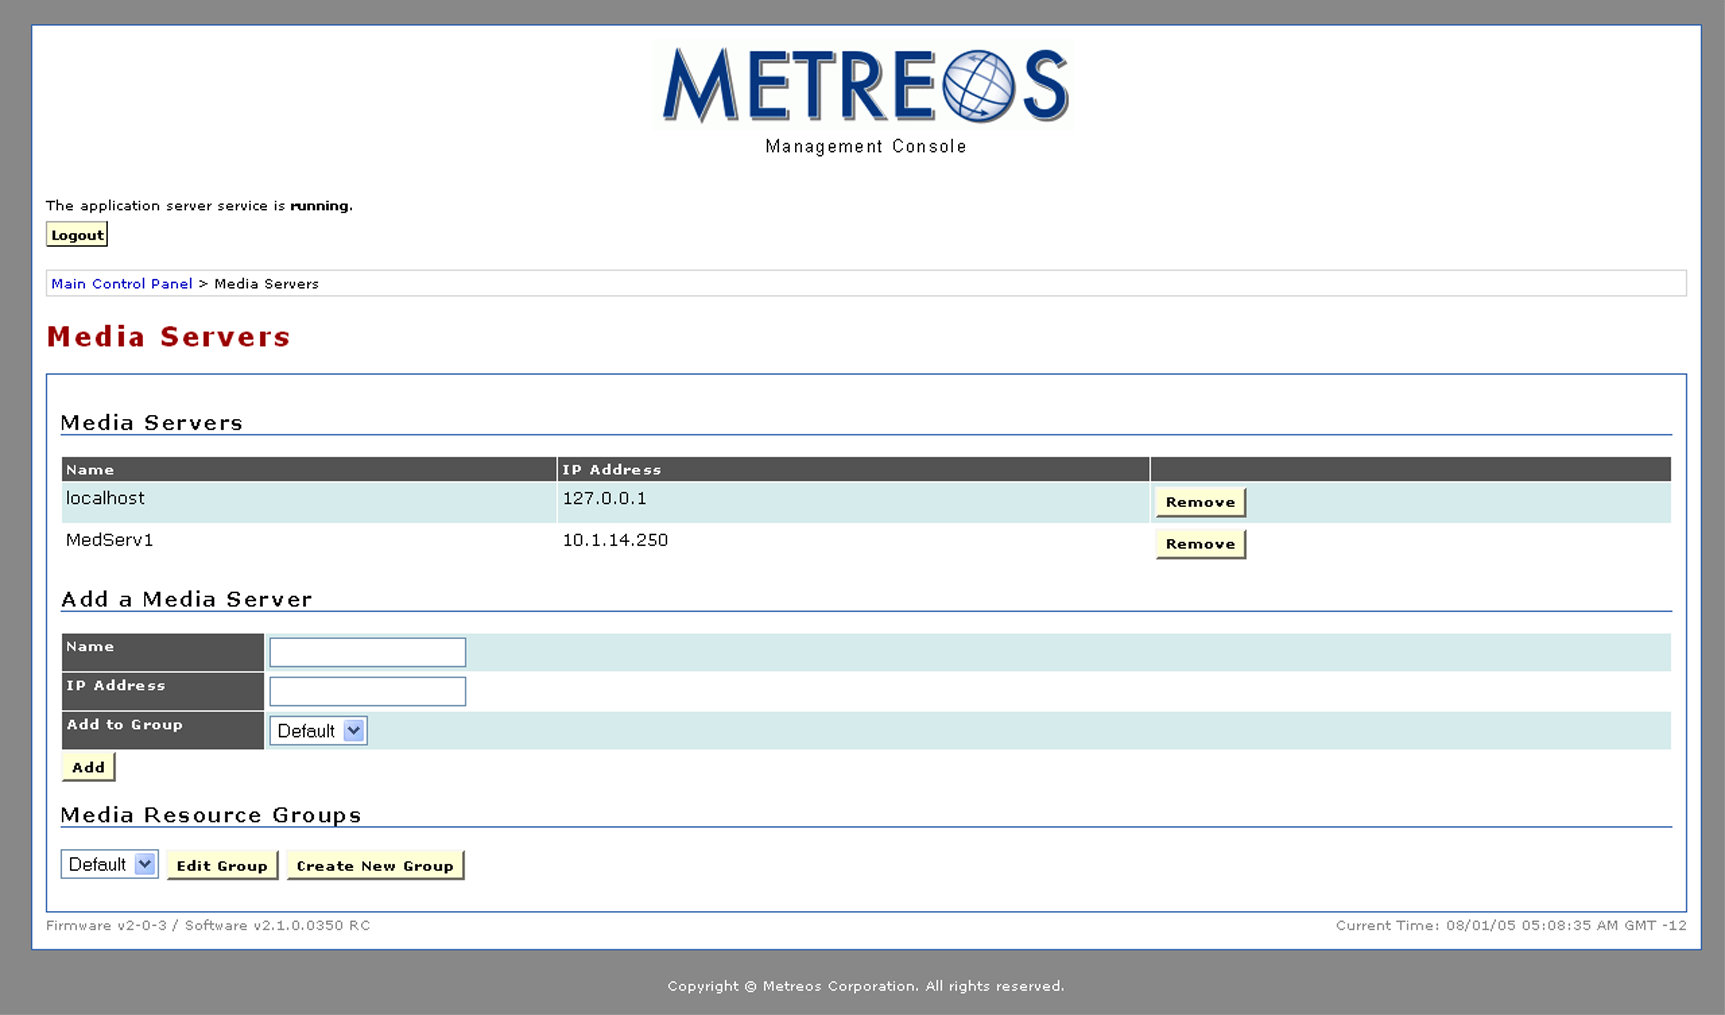 METREOS
Management Console
The application server service is running.
Logout
Main Control Panel > Media Servers
Media Servers
Media Servers
Name IP Address
localhost 127.0.0.1 Remove
MedServ1 10.1.14.250 Remove
Add a Media Server
Name
IP Address
Add to Group Default
Add
Media Resource Groups
Default Edit Group Create New Group
Firmware v2-0-3 / Software v2.1.0.0350 RC Current Time: 08/01/05 05:08:35 AM GMT -12
Copyright © Metreos Corporation. All rights reserved.